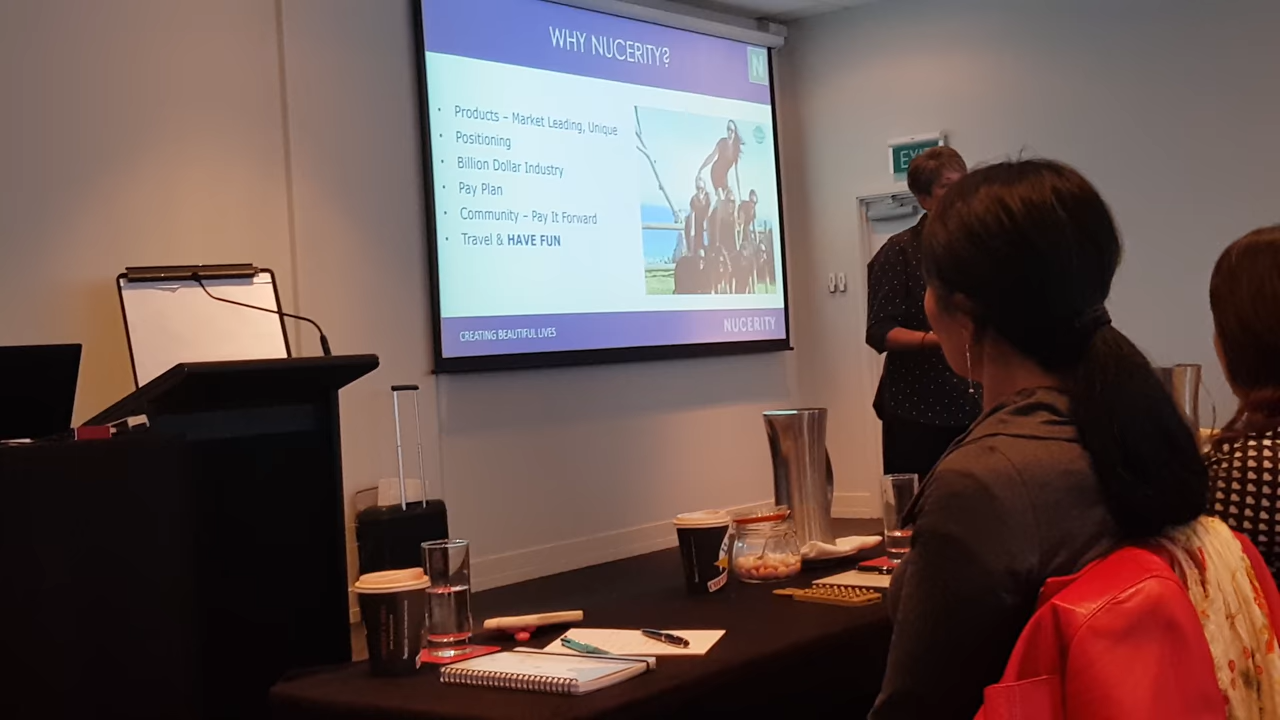 WHY NUCERITY?
N
• Products – Market Leading, Unique
• Positioning
• Billion Dollar Industry
• Pay Plan
• Community – Pay It Forward
• Travel & HAVE FUN
CREATING BEAUTIFUL LIVES
NUCERITY
EXIT